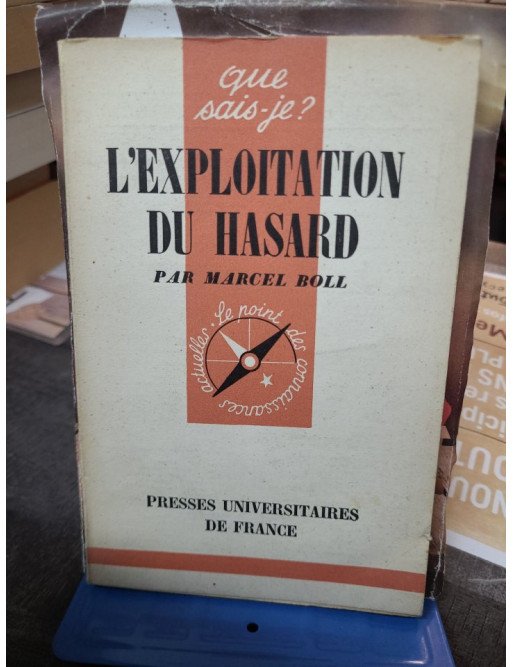 que
sais-je?
L'EXPLOITATION
DU HASARD
PAR MARCEL BOLL
Le point des connaissances actuelles.
PRESSES UNIVERSITAIRES
DE FRANCE